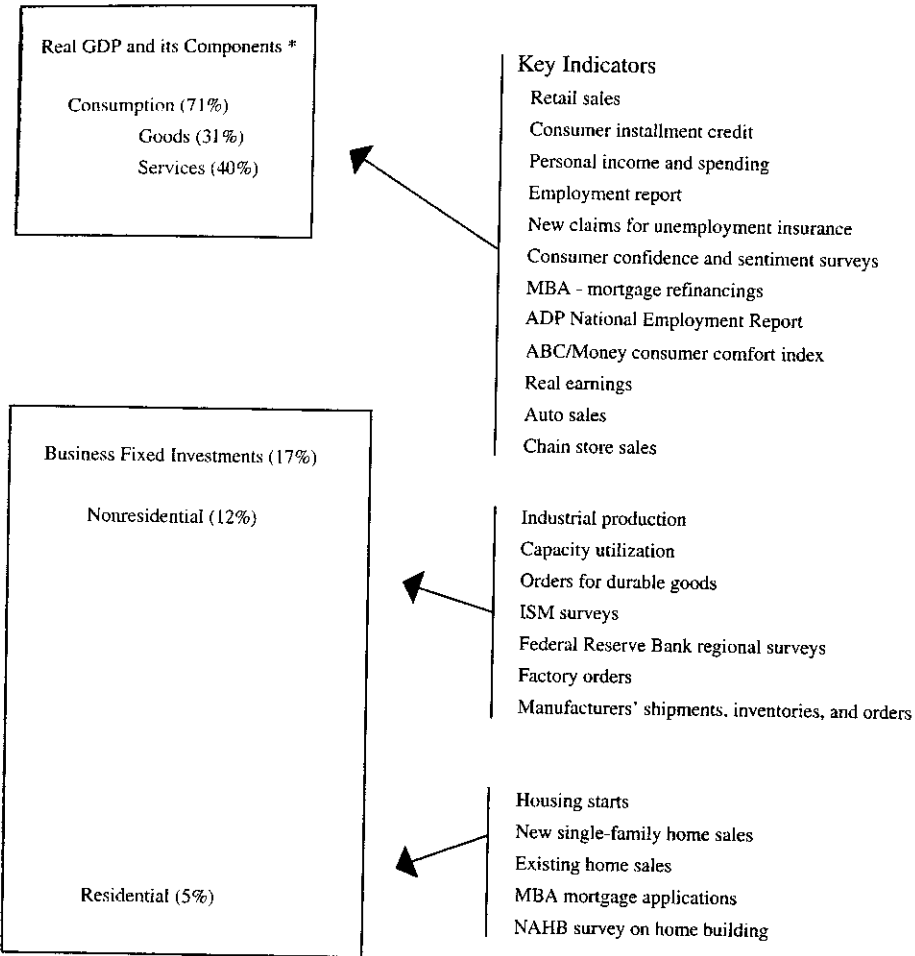 Real GDP and its Components *
Consumption (71%)
Goods (31%)
Services (40%)
Key Indicators
Retail sales
Consumer installment credit
Personal income and spending
Employment report
New claims for unemployment insurance
Consumer confidence and sentiment surveys
MBA - mortgage refinancings
ADP National Employment Report
ABC/Money consumer comfort index
Real earnings
Auto sales
Chain store sales
Business Fixed Investments (17%)
Nonresidential (12%)
Industrial production
Capacity utilization
Orders for durable goods
ISM surveys
Federal Reserve Bank regional surveys
Factory orders
Manufacturers' shipments, inventories, and orders
Residential (5%)
Housing starts
New single-family home sales
Existing home sales
MBA mortgage applications
NAHB survey on home building